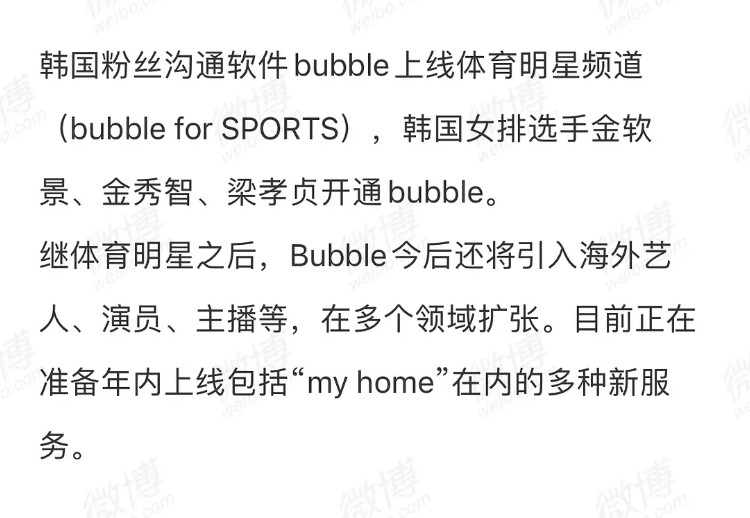 韩国粉丝沟通软件bubble上线体育明星频道
（bubble for SPORTS），韩国女排选手金软
景、金秀智、梁孝贞开通bubble。
继体育明星之后，Bubble今后还将引入海外艺
人、演员、主播等，在多个领域扩张。目前正在
准备年内上线包括“my home”在内的多种新服
务。